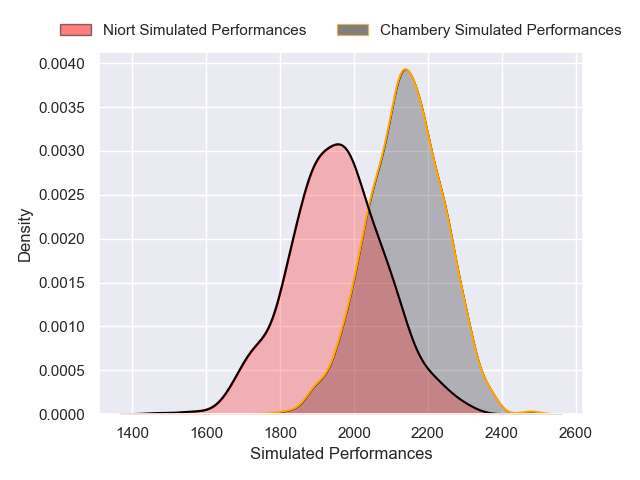 Niort Simulated Performances
Chambery Simulated Performances
0.0040
0.0035
0.0030
0.0025
0.0020
0.0015
0.0010
0.0005
0.0000
Density
1400 1600 1800 2000 2200 2400 2600
Simulated Performances